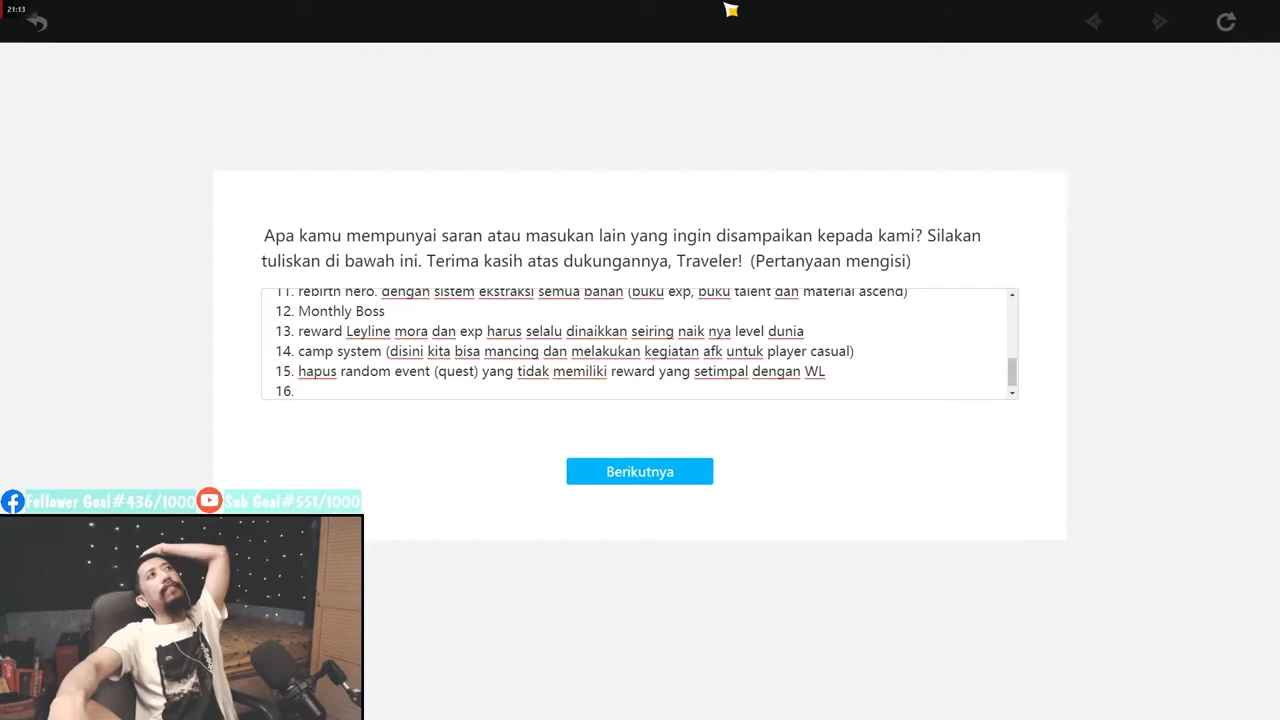 21:13
Apa kamu mempunyai saran atau masukan lain yang ingin disampaikan kepada kami? Silakan
tuliskan di bawah ini. Terima kasih atas dukungannya, Traveler! (Pertanyaan mengisi)
11. rebirth hero. dengan sistem ekstraksi semua bahan (buku exp, buku talent dan material ascend)
12. Monthly Boss
13. reward Leyline mora dan exp harus selalu dinaikkan seiring naik nya level dunia
14. camp system (disini kita bisa mancing dan melakukan kegiatan afk untuk player casual)
15. hapus random event (quest) yang tidak memiliki reward yang setimpal dengan WL
16.
Berikutnya
Follower Goal#436/1000 Sub Goal#551/1000